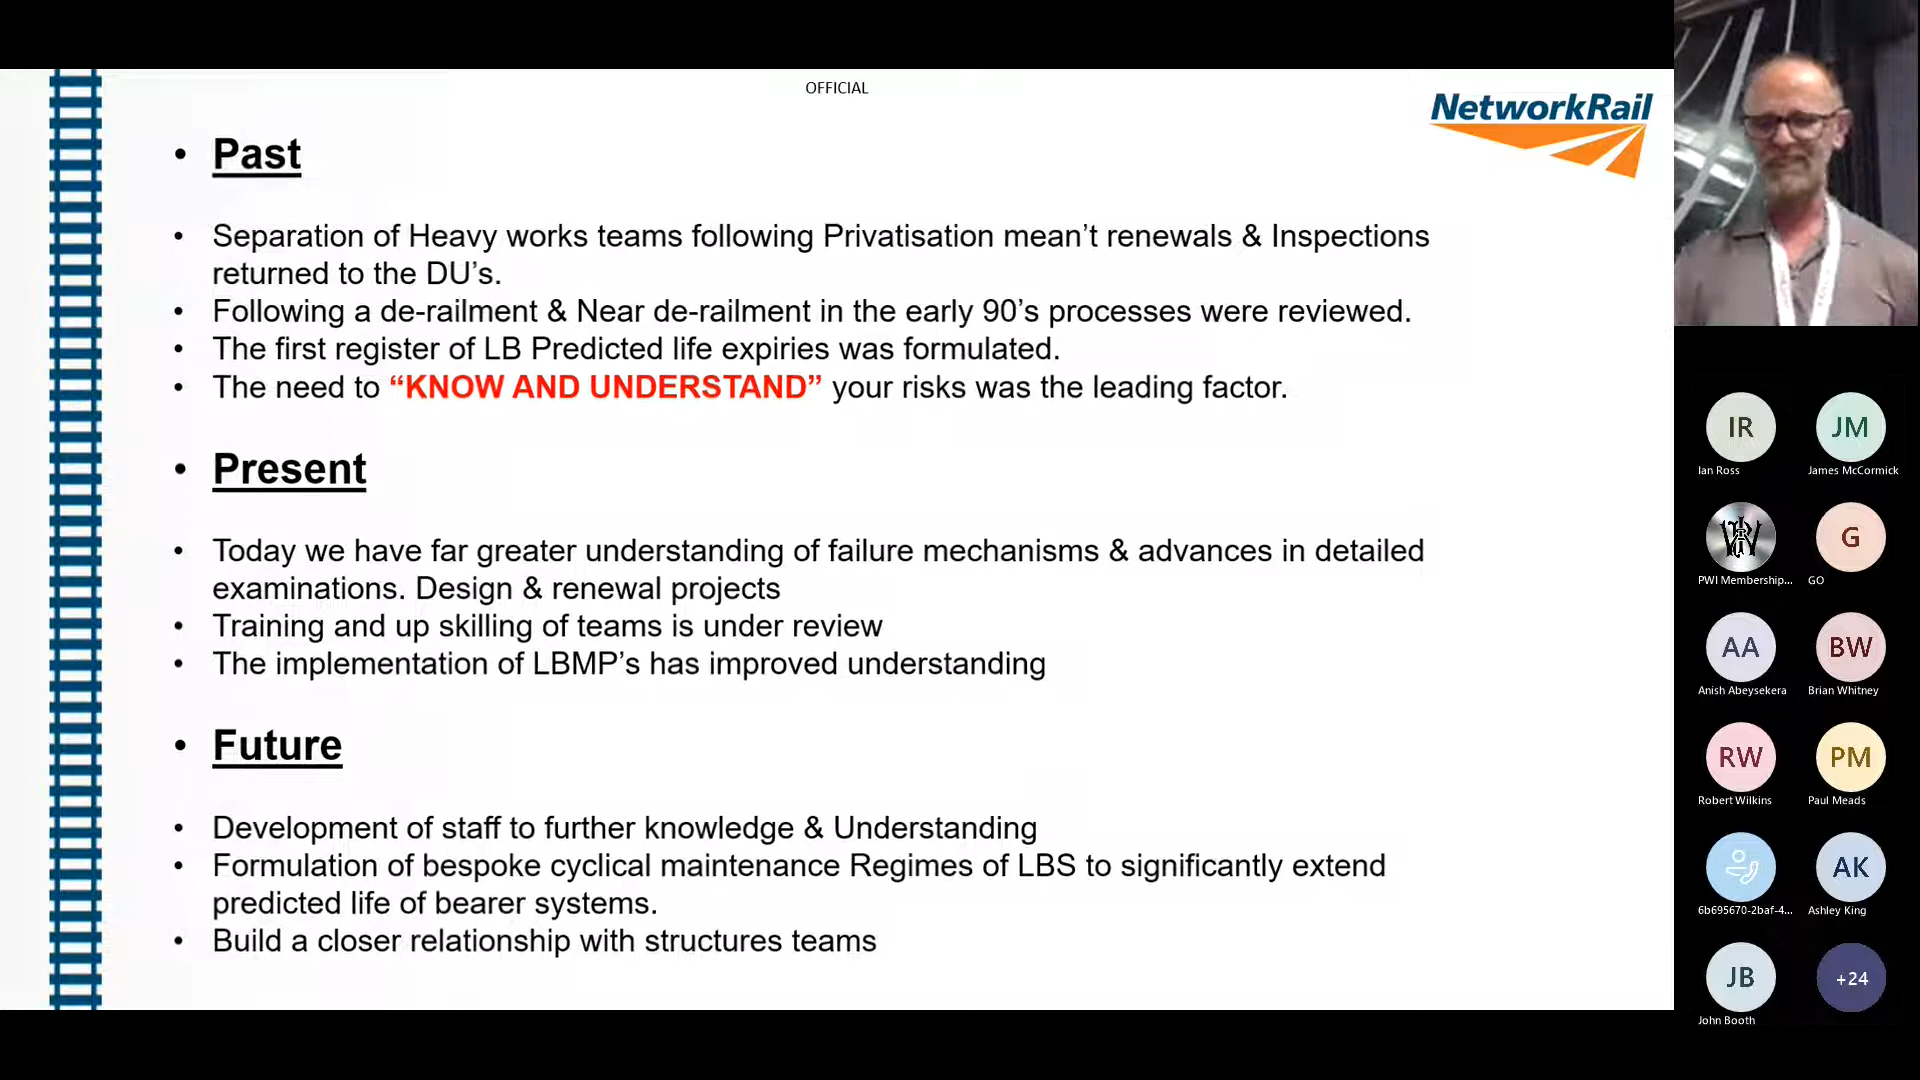 OFFICIAL
NetworkRail
• Past
• Separation of Heavy works teams following Privatisation mean’t renewals & Inspections
returned to the DU’s.
• Following a de-railment & Near de-railment in the early 90’s processes were reviewed.
• The first register of LB Predicted life expiries was formulated.
• The need to “KNOW AND UNDERSTAND” your risks was the leading factor.
• Present
• Today we have far greater understanding of failure mechanisms & advances in detailed
examinations. Design & renewal projects
• Training and up skilling of teams is under review
• The implementation of LBMP’s has improved understanding
• Future
• Development of staff to further knowledge & Understanding
• Formulation of bespoke cyclical maintenance Regimes of LBS to significantly extend
predicted life of bearer systems.
• Build a closer relationship with structures teams
IR
Ian Ross
JM
James McCormick
PWI Membership...
G
GO
AA
Anish Abeysekera
BW
Brian Whitney
RW
Robert Wilkins
PM
Paul Meads
6b695670-2baf-4...
AK
Ashley King
JB
John Booth
+24